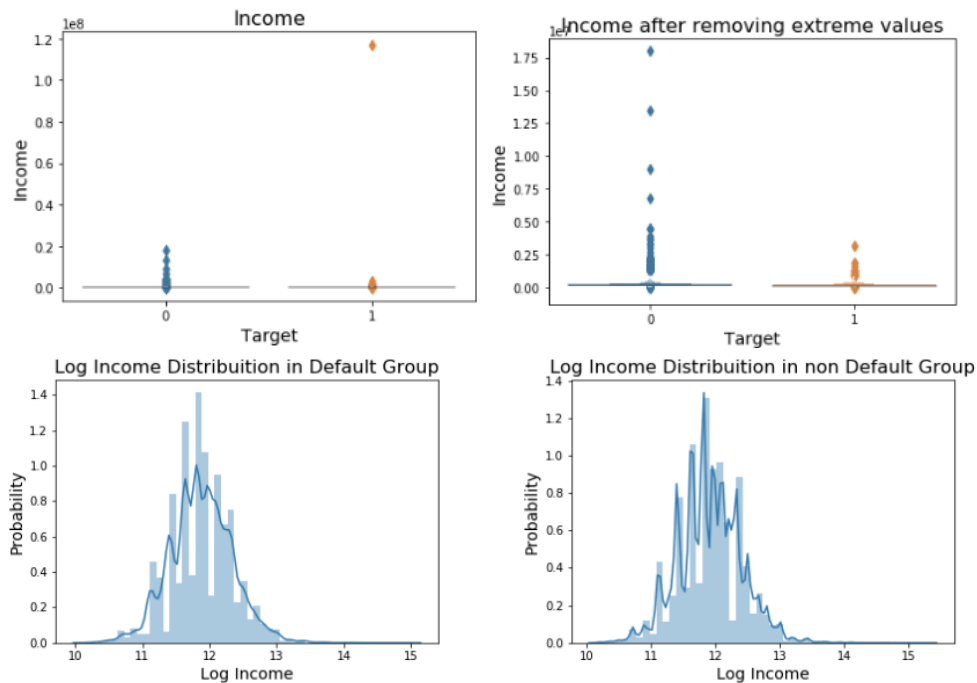 Income
1e8
1.2
1.0
0.8
0.6
0.4
0.2
0.0
Income
0
1
Target
Income after removing extreme values
1e7
1.75
1.50
1.25
1.00
0.75
0.50
0.25
0.00
Income
0
1
Target
Log Income Distribuition in Default Group
1.4
1.2
1.0
0.8
0.6
0.4
0.2
0.0
Probability
10 11 12 13 14 15
Log Income
Log Income Distribuition in non Default Group
1.4
1.2
1.0
0.8
0.6
0.4
0.2
0.0
Probability
10 11 12 13 14 15
Log Income